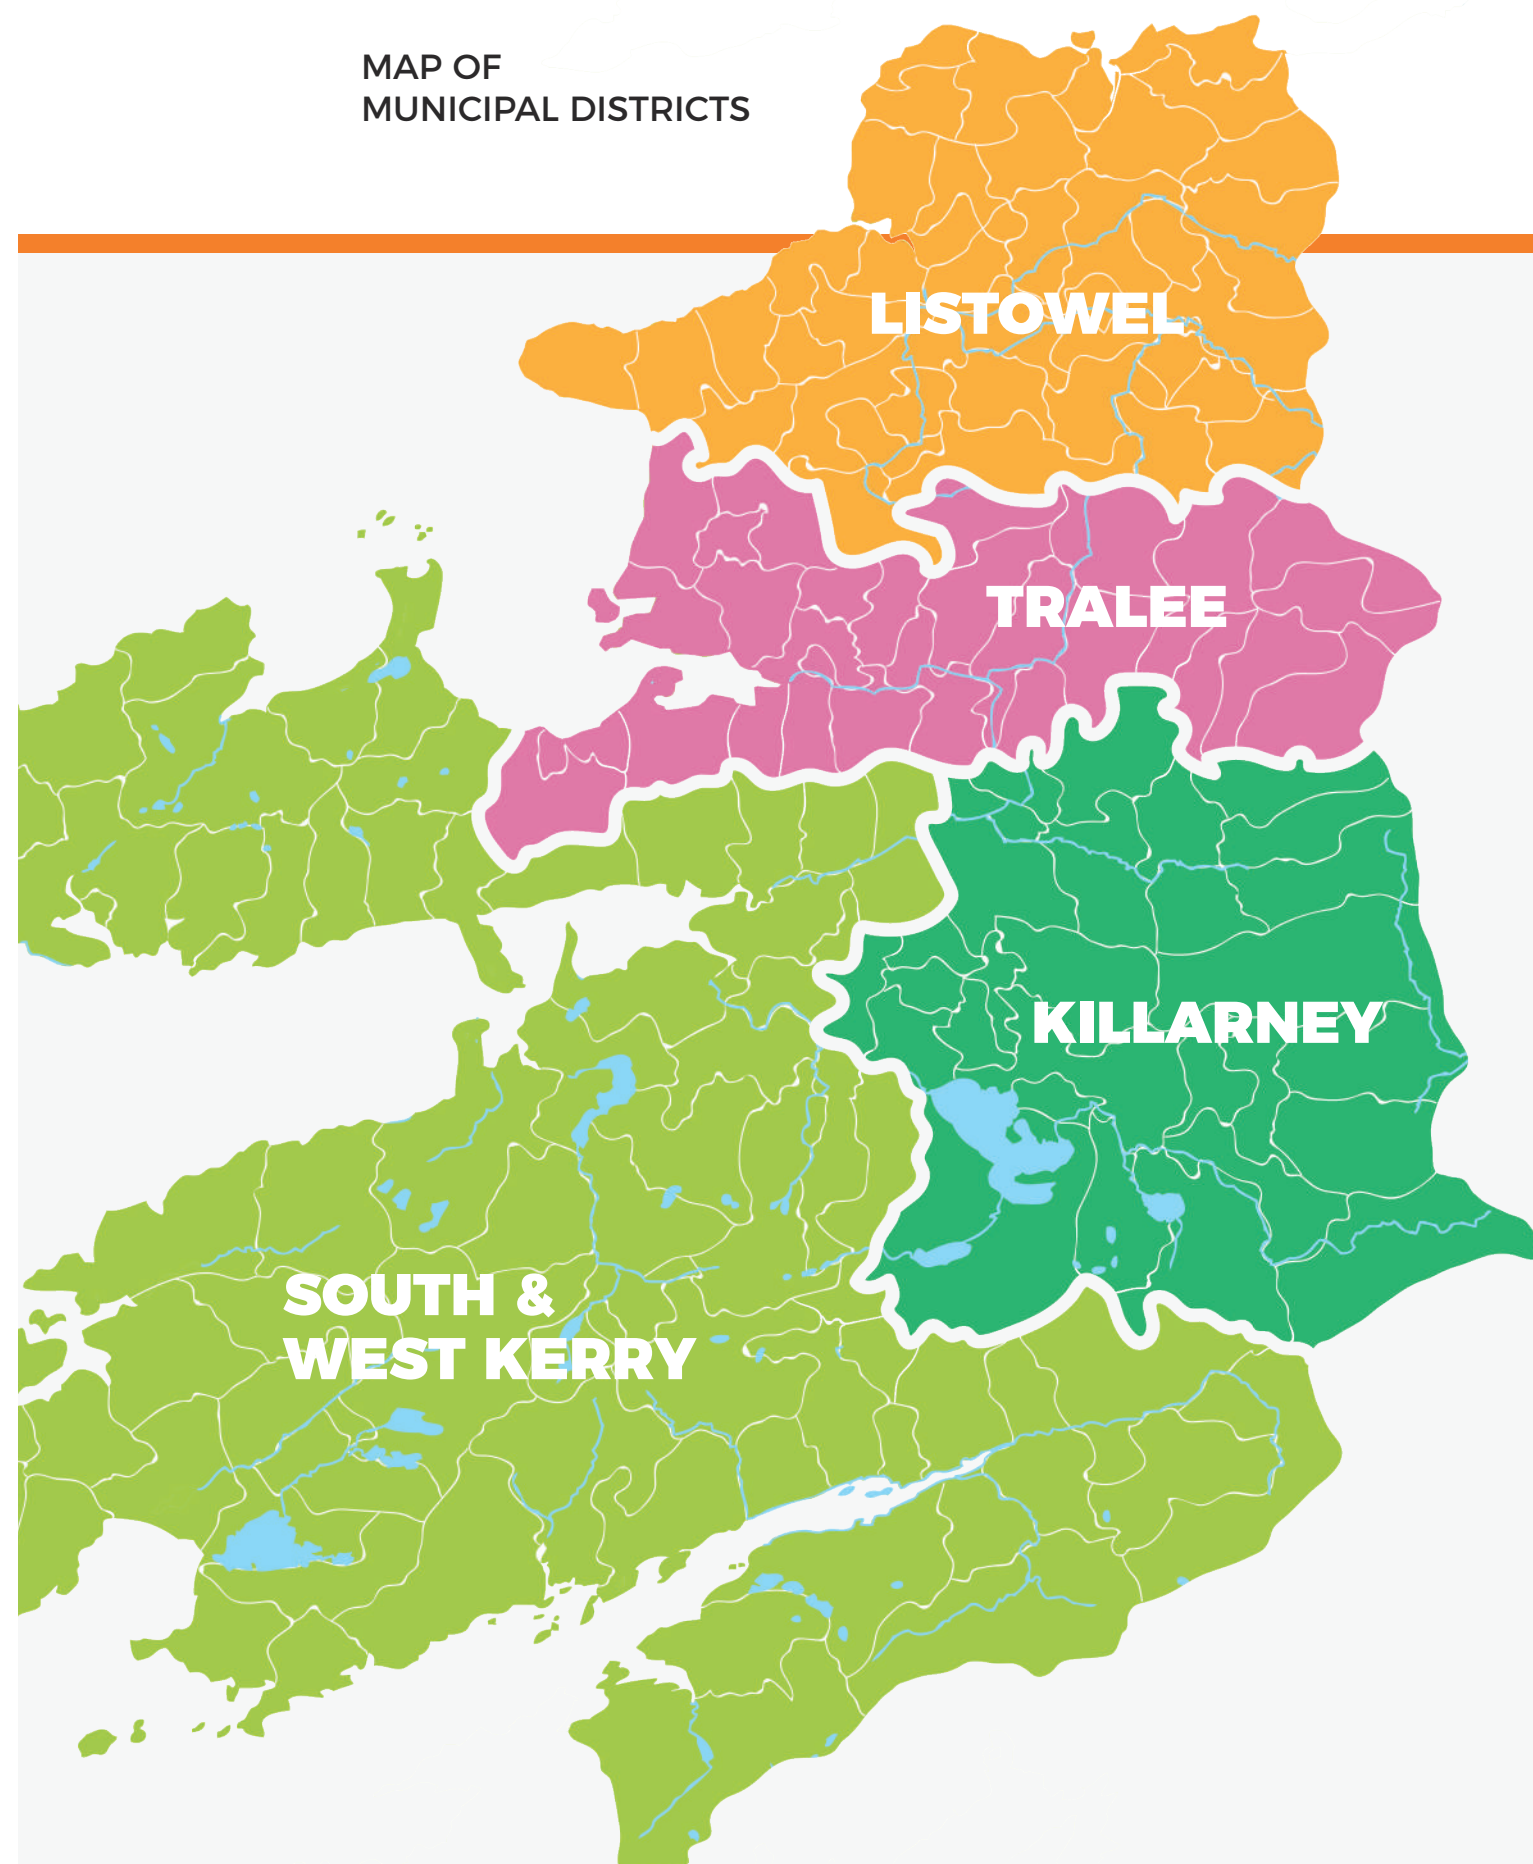 MAP OF
MUNICIPAL DISTRICTS
LISTOWEL
TRALEE
KILLARNEY
SOUTH &
WEST KERRY